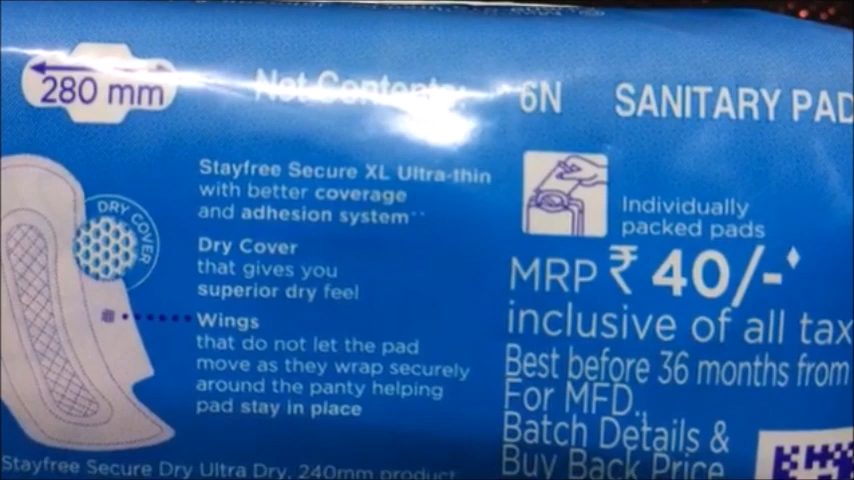 280 mm
Net Contents:
6N
SANITARY PAD
Stayfree Secure XL Ultra-thin
with better coverage
and adhesion system^^
DRY COVER
Dry Cover
that gives you
superior dry feel
Wings
that do not let the pad
move as they wrap securely
around the panty helping
pad stay in place
Individually
packed pads
MRP ₹ 40/-♦
inclusive of all tax
Best before 36 months from
For MFD.,
Batch Details &
Buy Back Price
Stayfree Secure Dry Ultra Dry, 240mm product